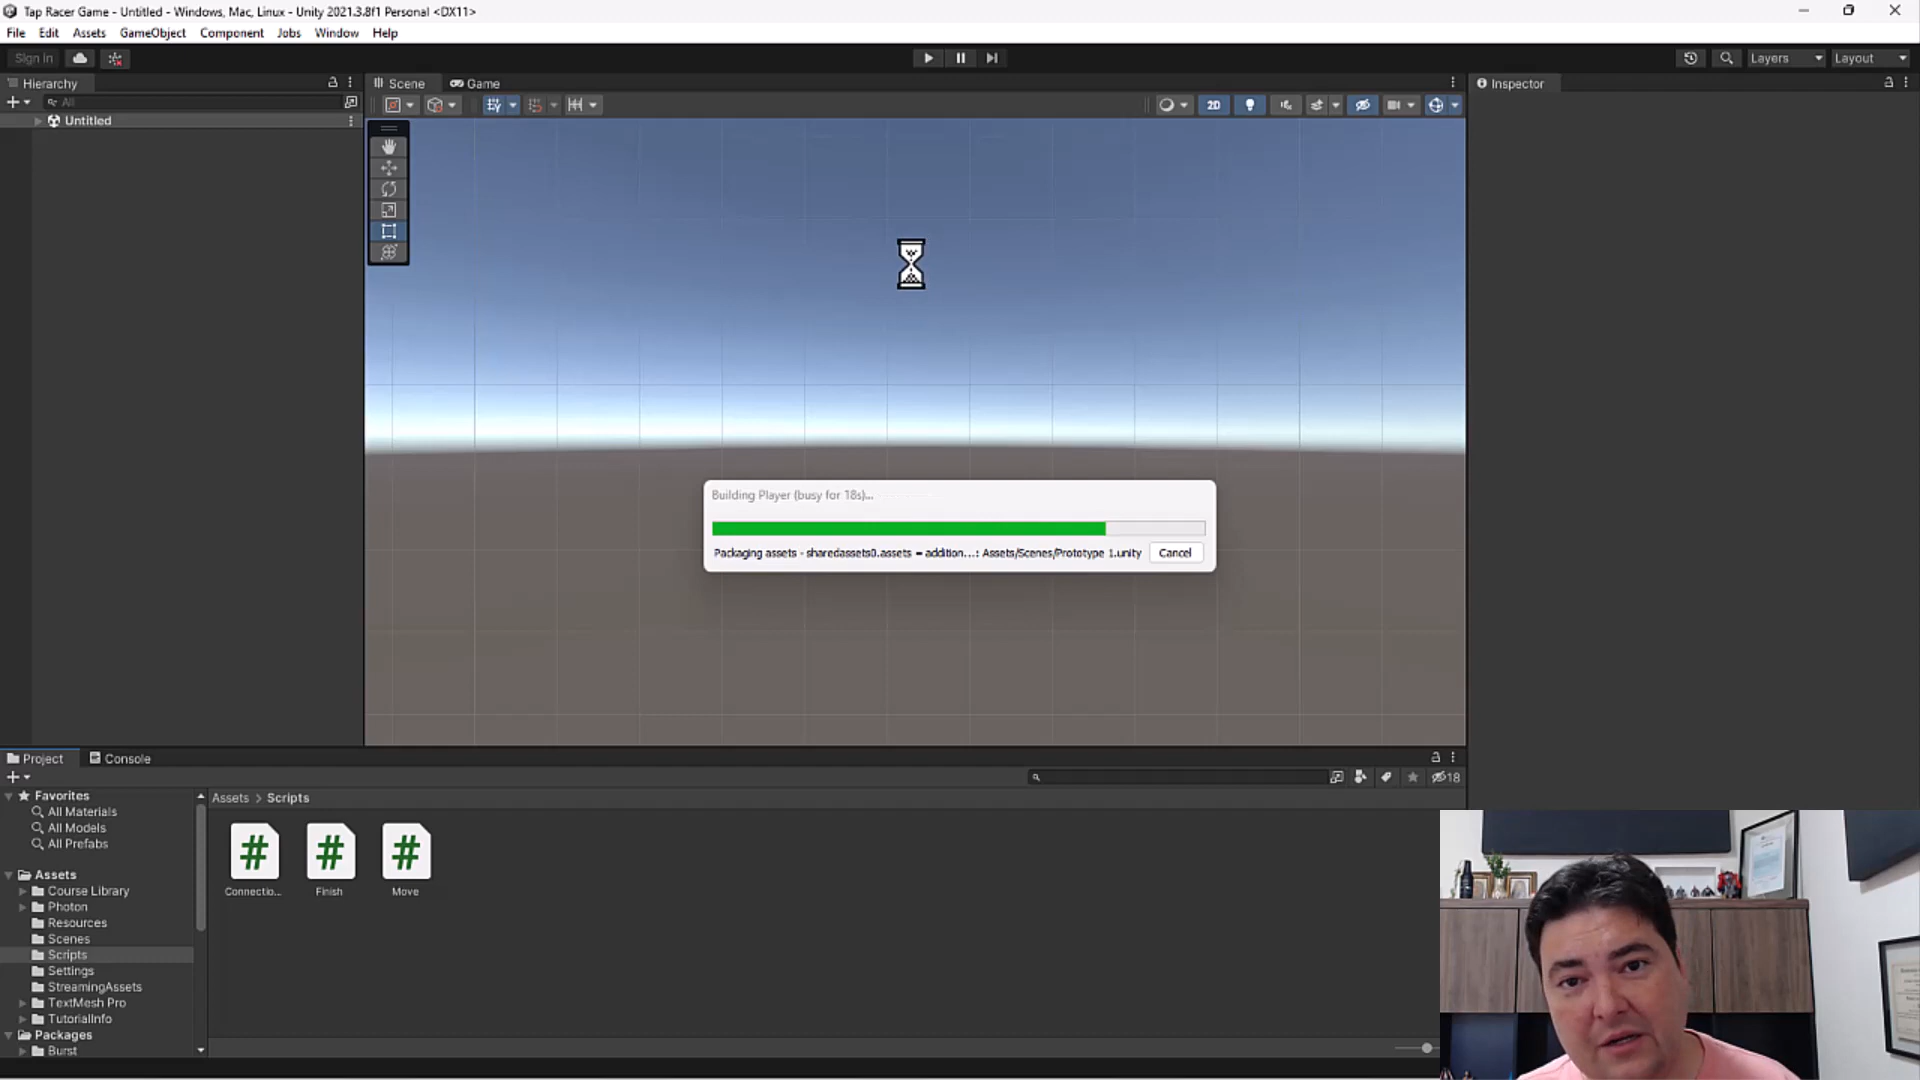 Tap Racer Game - Untitled - Windows, Mac, Linux - Unity 2021.3.8f1 Personal <DX11>
File Edit Assets GameObject Component Jobs Window Help
Sign in
Layers
Layout
Hierarchy
Scene
Game
Inspector
All
2D
Untitled
Building Player (busy for 18s)...
Packaging assets - sharedassets0.assets = addition...: Assets/Scenes/Prototype 1.unity
Cancel
Project
Console
18
Favorites
All Materials
All Models
All Prefabs
Assets
Course Library
Photon
Resources
Scenes
Scripts
Settings
StreamingAssets
TextMesh Pro
TutorialInfo
Packages
Burst
Assets > Scripts
Connectio...
Finish
Move